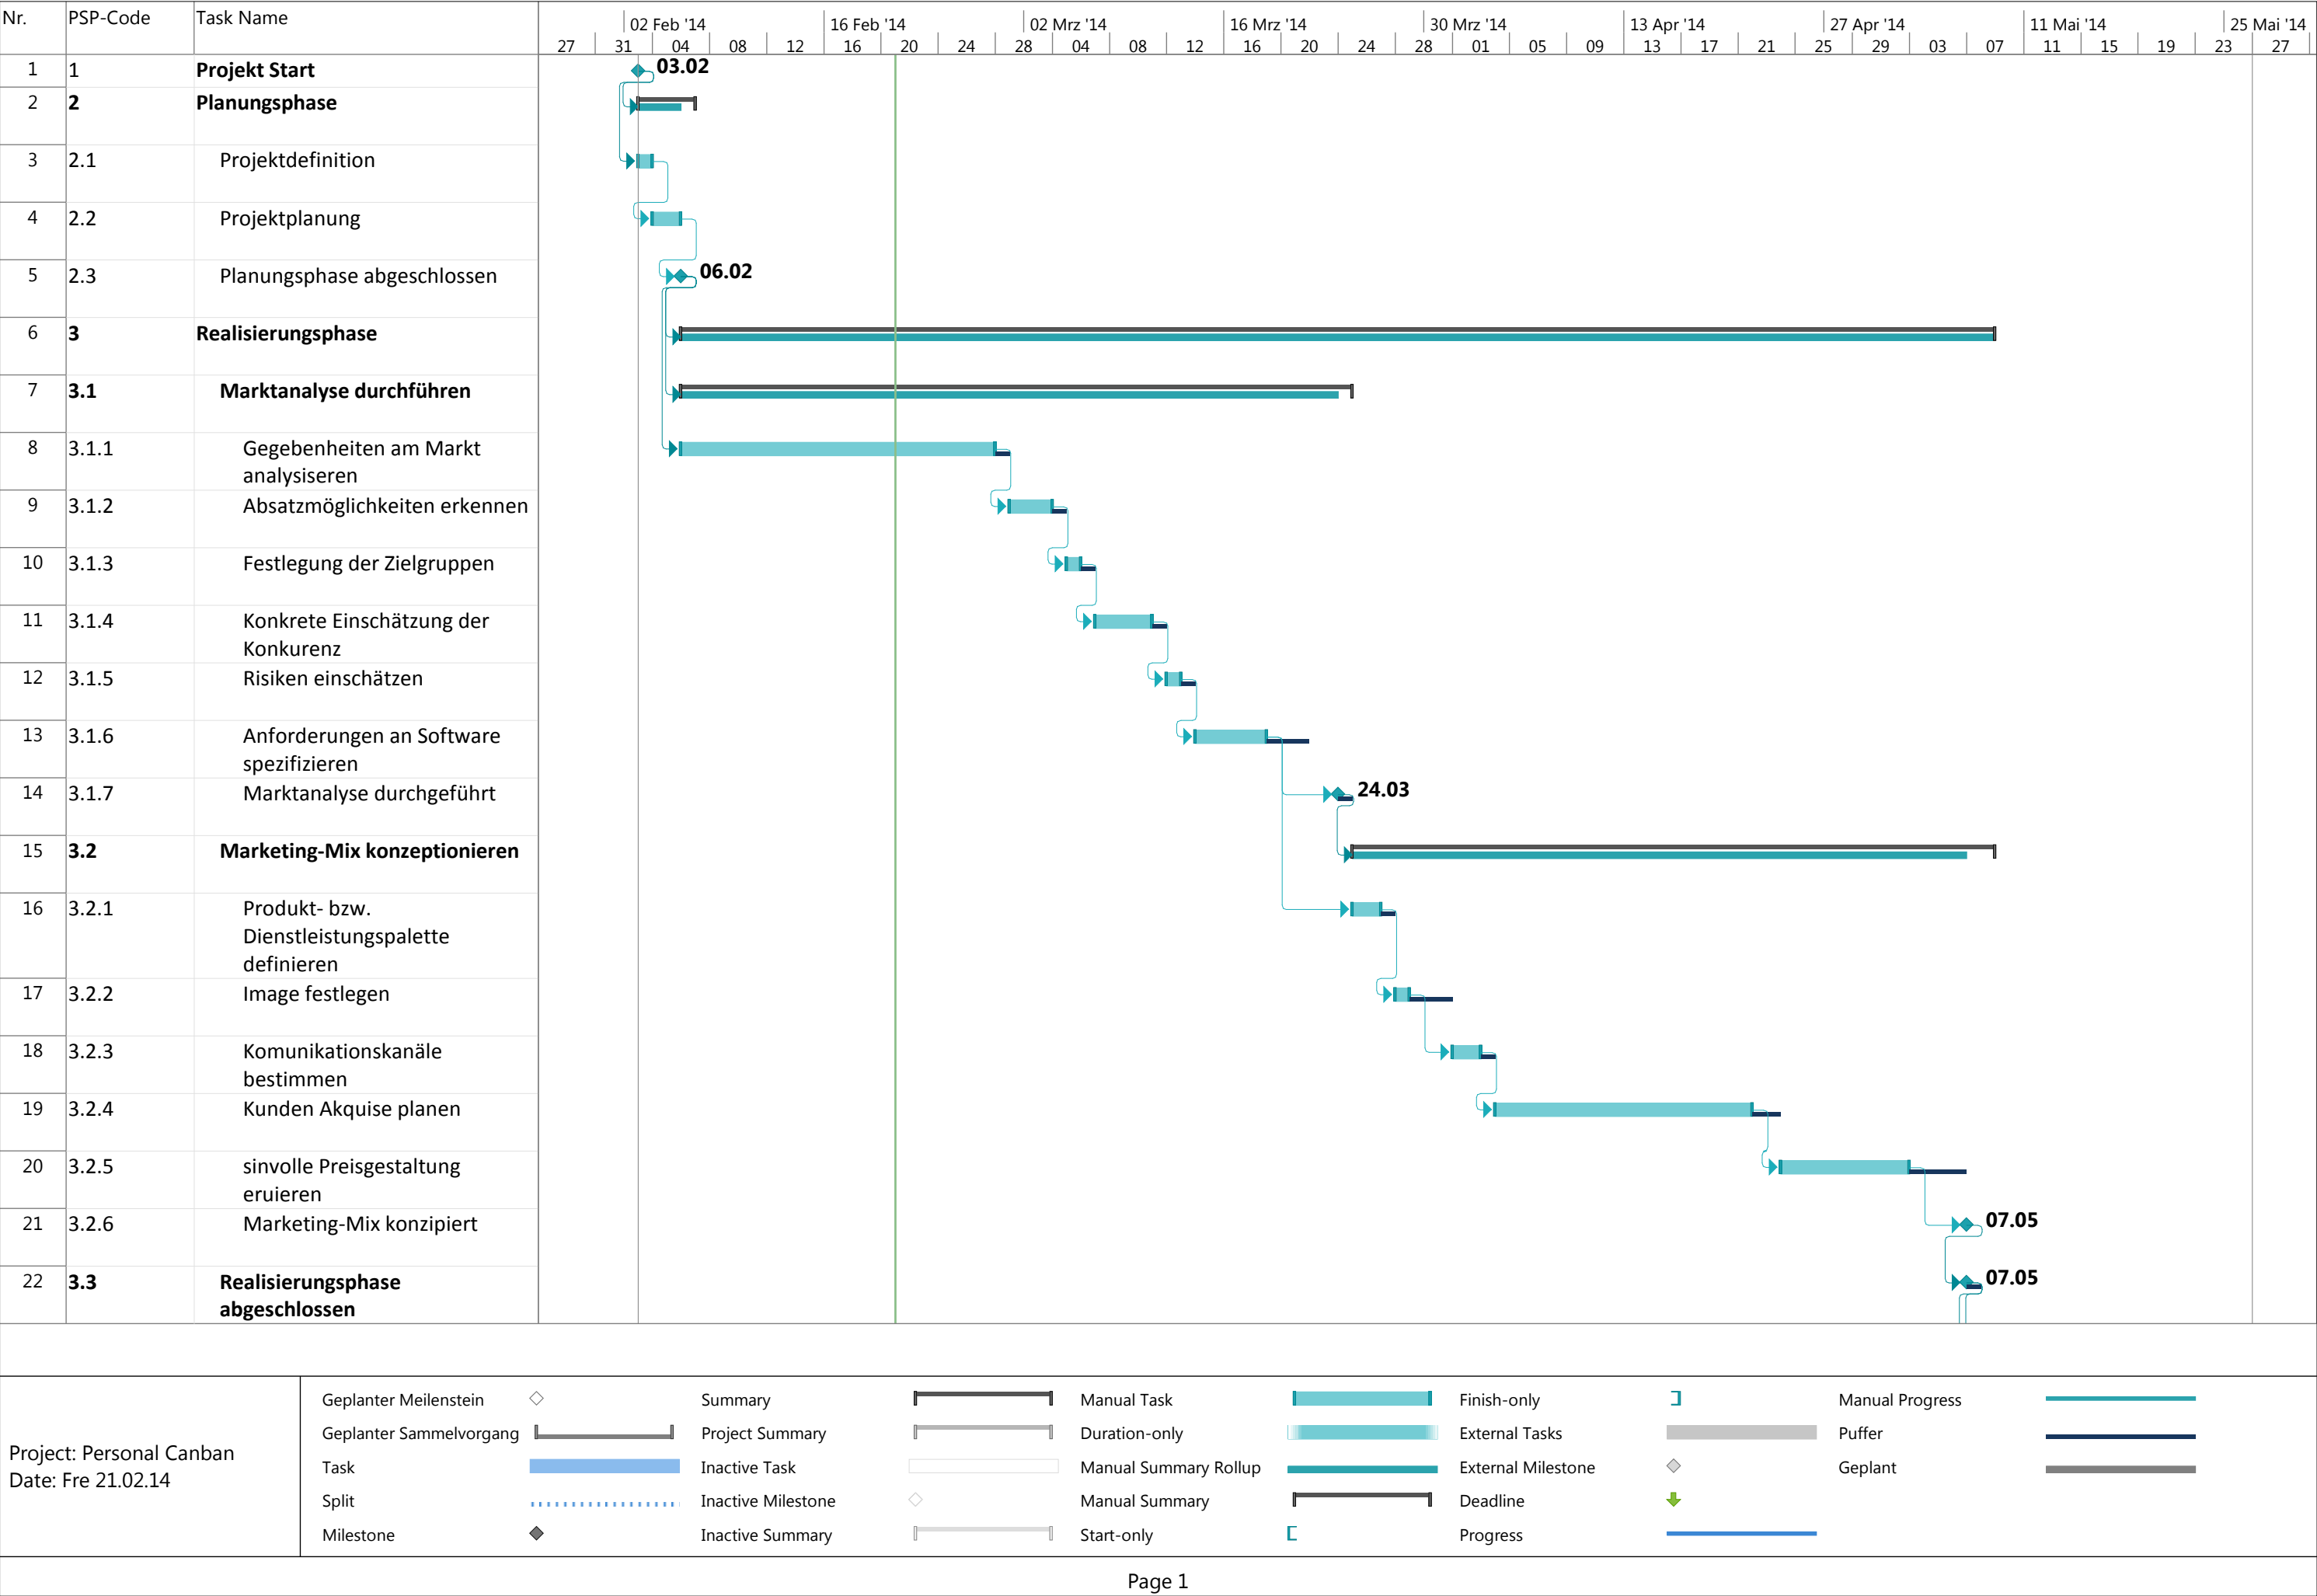 Nr. PSP-Code Task Name
02 Feb '14 16 Feb '14 02 Mrz '14 16 Mrz '14 30 Mrz '14 13 Apr '14 27 Apr '14 11 Mai '14 25 Mai '14
27 31 04 08 12 16 20 24 28 04 08 12 16 20 24 28 01 05 09 13 17 21 25 29 03 07 11 15 19 23 27
1 1 Projekt Start 03.02
2 2 Planungsphase
3 2.1 Projektdefinition
4 2.2 Projektplanung
5 2.3 Planungsphase abgeschlossen 06.02
6 3 Realisierungsphase
7 3.1 Marktanalyse durchführen
8 3.1.1 Gegebenheiten am Markt
analysiseren
9 3.1.2 Absatzmöglichkeiten erkennen
10 3.1.3 Festlegung der Zielgruppen
11 3.1.4 Konkrete Einschätzung der
Konkurenz
12 3.1.5 Risiken einschätzen
13 3.1.6 Anforderungen an Software
spezifizieren
14 3.1.7 Marktanalyse durchgeführt 24.03
15 3.2 Marketing-Mix konzeptionieren
16 3.2.1 Produkt- bzw.
Dienstleistungspalette
definieren
17 3.2.2 Image festlegen
18 3.2.3 Komunikationskanäle
bestimmen
19 3.2.4 Kunden Akquise planen
20 3.2.5 sinvolle Preisgestaltung
eruieren
21 3.2.6 Marketing-Mix konzipiert 07.05
22 3.3 Realisierungsphase 07.05
abgeschlossen
Project: Personal Canban
Date: Fre 21.02.14
Geplanter Meilenstein
Geplanter Sammelvorgang
Task
Split
Milestone
Summary
Project Summary
Inactive Task
Inactive Milestone
Inactive Summary
Manual Task
Duration-only
Manual Summary Rollup
Manual Summary
Start-only
Finish-only
External Tasks
External Milestone
Deadline
Progress
Manual Progress
Puffer
Geplant
Page 1